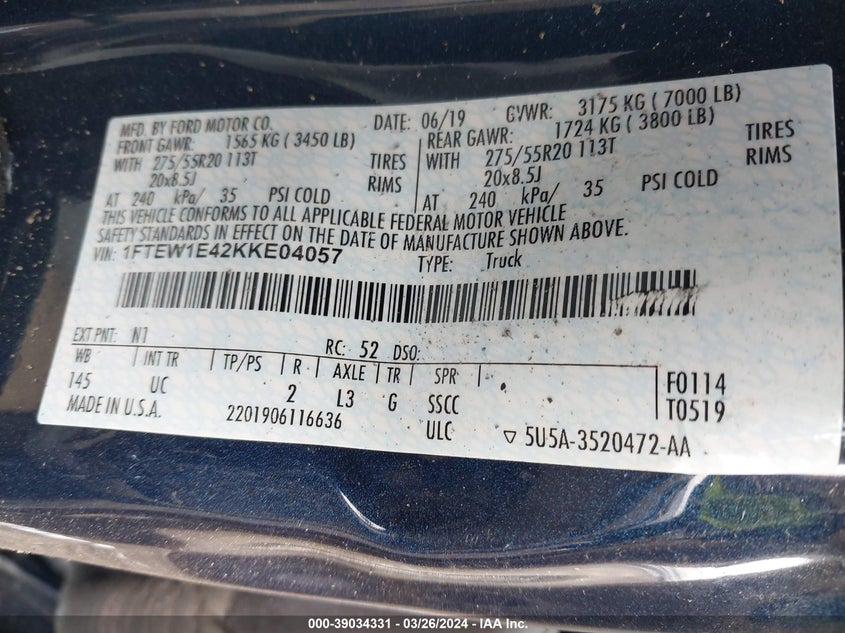 MFD. BY FORD MOTOR CO. DATE: 06/19 GVWR: 3175 KG ( 7000 LB)
FRONT GAWR: 1565 KG ( 3450 LB) REAR GAWR: 1724 KG ( 3800 LB)
WITH 275/55R20 113T TIRES WITH 275/55R20 113T TIRES
20x8.5J RIMS 20x8.5J RIMS
AT 240 kPa/ 35 PSI COLD AT 240 kPa/ 35 PSI COLD
THIS VEHICLE CONFORMS TO ALL APPLICABLE FEDERAL MOTOR VEHICLE
SAFETY STANDARDS IN EFFECT ON THE DATE OF MANUFACTURE SHOWN ABOVE.
VIN: 1FTEW1E42KKE04057 TYPE: Truck
EXT PNT: N1 RC: 52 DSO:
WB INT TR TP/PS R AXLE TR SPR
145 UC 2 L3 G SSCC F0114
MADE IN U.S.A. 2201906116636 ULC T0519
▽ 5U5A-3520472-AA
000-39034331 - 03/26/2024 - IAA Inc.